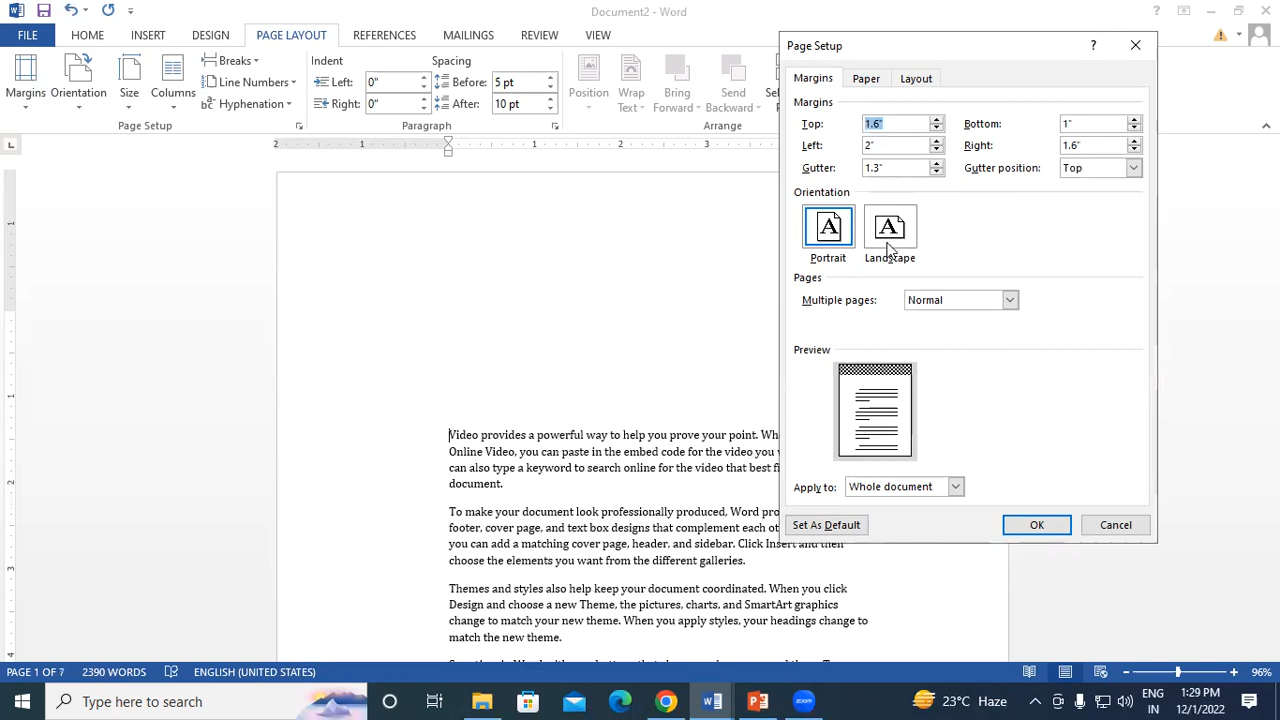 Document2 - Word
FILE HOME INSERT DESIGN PAGE LAYOUT REFERENCES MAILINGS REVIEW VIEW
Margins Orientation Size Columns
Breaks
Line Numbers
Hyphenation
Page Setup
Indent Spacing
Left: 0" Before: 5 pt
Right: 0" After: 10 pt
Paragraph
Position Wrap Text Bring Forward Send Backward
Arrange
2 1 1 2 3
1
1
2
3
4
Page Setup
Margins Paper Layout
Margins
Top: 1.6" Bottom: 1"
Left: 2" Right: 1.6"
Gutter: 1.3" Gutter position: Top
Orientation
A A
Portrait Landscape
Pages
Multiple pages: Normal
Preview
Apply to: Whole document
Set As Default OK Cancel
Video provides a powerful way to help you prove your point.
Online Video, you can paste in the embed code for the video you
can also type a keyword to search online for the video that best
document.
To make your document look professionally produced, Word
footer, cover page, and text box designs that complement each
you can add a matching cover page, header, and sidebar. Click Insert and then
choose the elements you want from the different galleries.
Themes and styles also help keep your document coordinated. When you click
Design and choose a new Theme, the pictures, charts, and SmartArt graphics
change to match your new theme. When you apply styles, your headings change to
match the new theme.
PAGE 1 OF 7 2390 WORDS ENGLISH (UNITED STATES) 96%
Type here to search
23°C Haze
ENG
IN
1:29 PM
12/1/2022